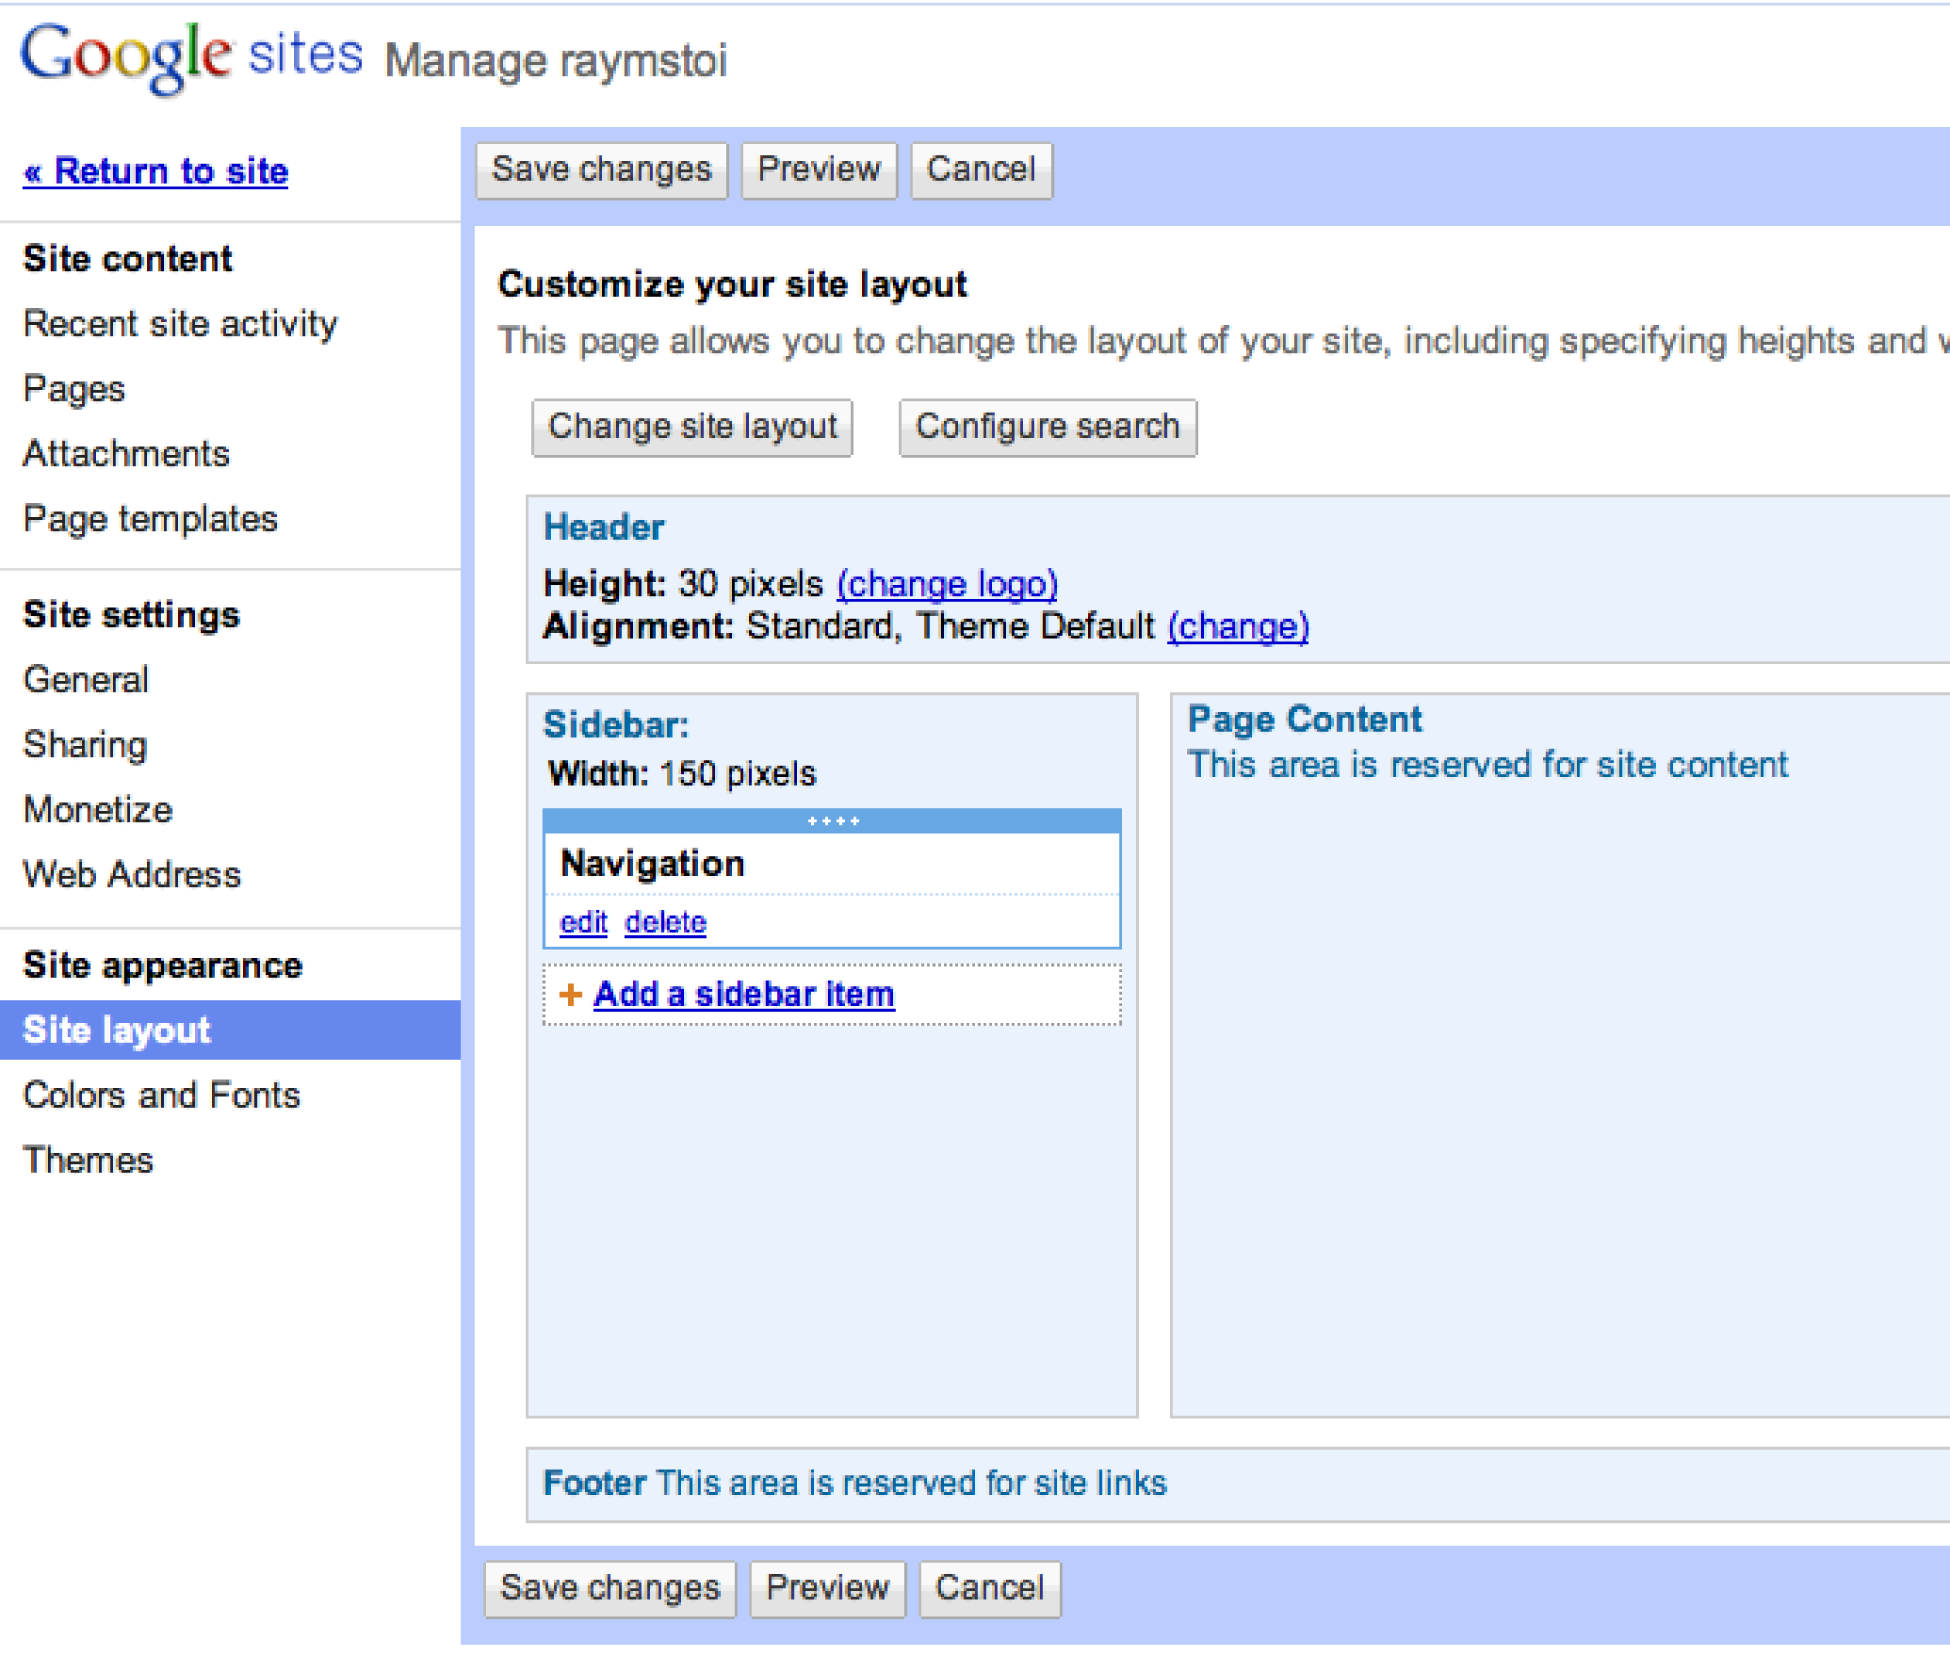 Google sites Manage raymstoi
« Return to site
Save changes Preview Cancel
Site content
Recent site activity
Pages
Attachments
Page templates
Site settings
General
Sharing
Monetize
Web Address
Site appearance
Site layout
Colors and Fonts
Themes
Customize your site layout
This page allows you to change the layout of your site, including specifying heights and
Change site layout Configure search
Header
Height: 30 pixels (change logo)
Alignment: Standard, Theme Default (change)
Sidebar:
Width: 150 pixels
Navigation
edit delete
+ Add a sidebar item
Page Content
This area is reserved for site content
Footer This area is reserved for site links
Save changes Preview Cancel